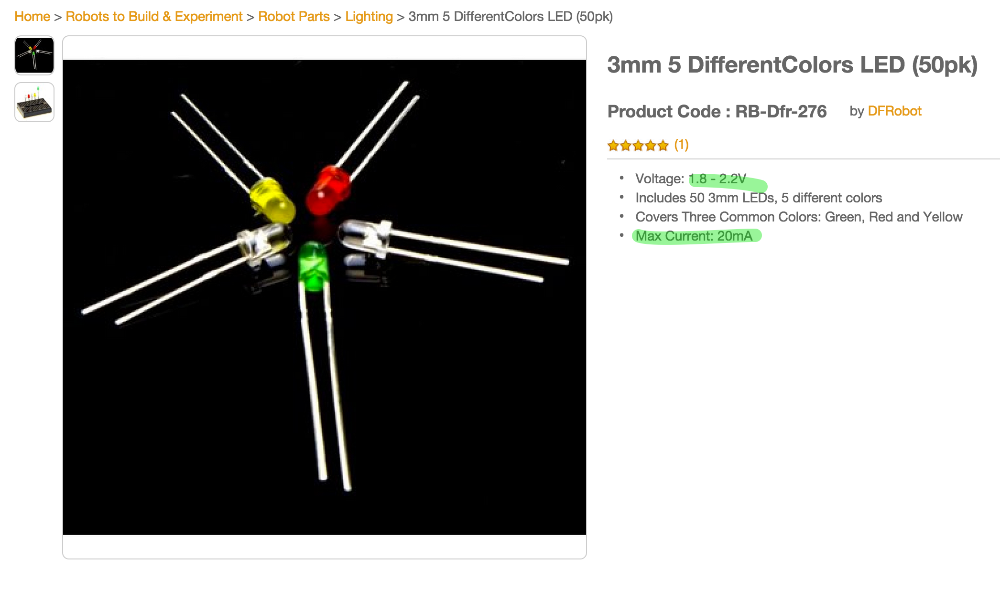 Home > Robots to Build & Experiment > Robot Parts > Lighting > 3mm 5 DifferentColors LED (50pk)
3mm 5 DifferentColors LED (50pk)
Product Code : RB-Dfr-276 by DFRobot
(1)
• Voltage: 1.8 - 2.2V
• Includes 50 3mm LEDs, 5 different colors
• Covers Three Common Colors: Green, Red and Yellow
• Max Current: 20mA